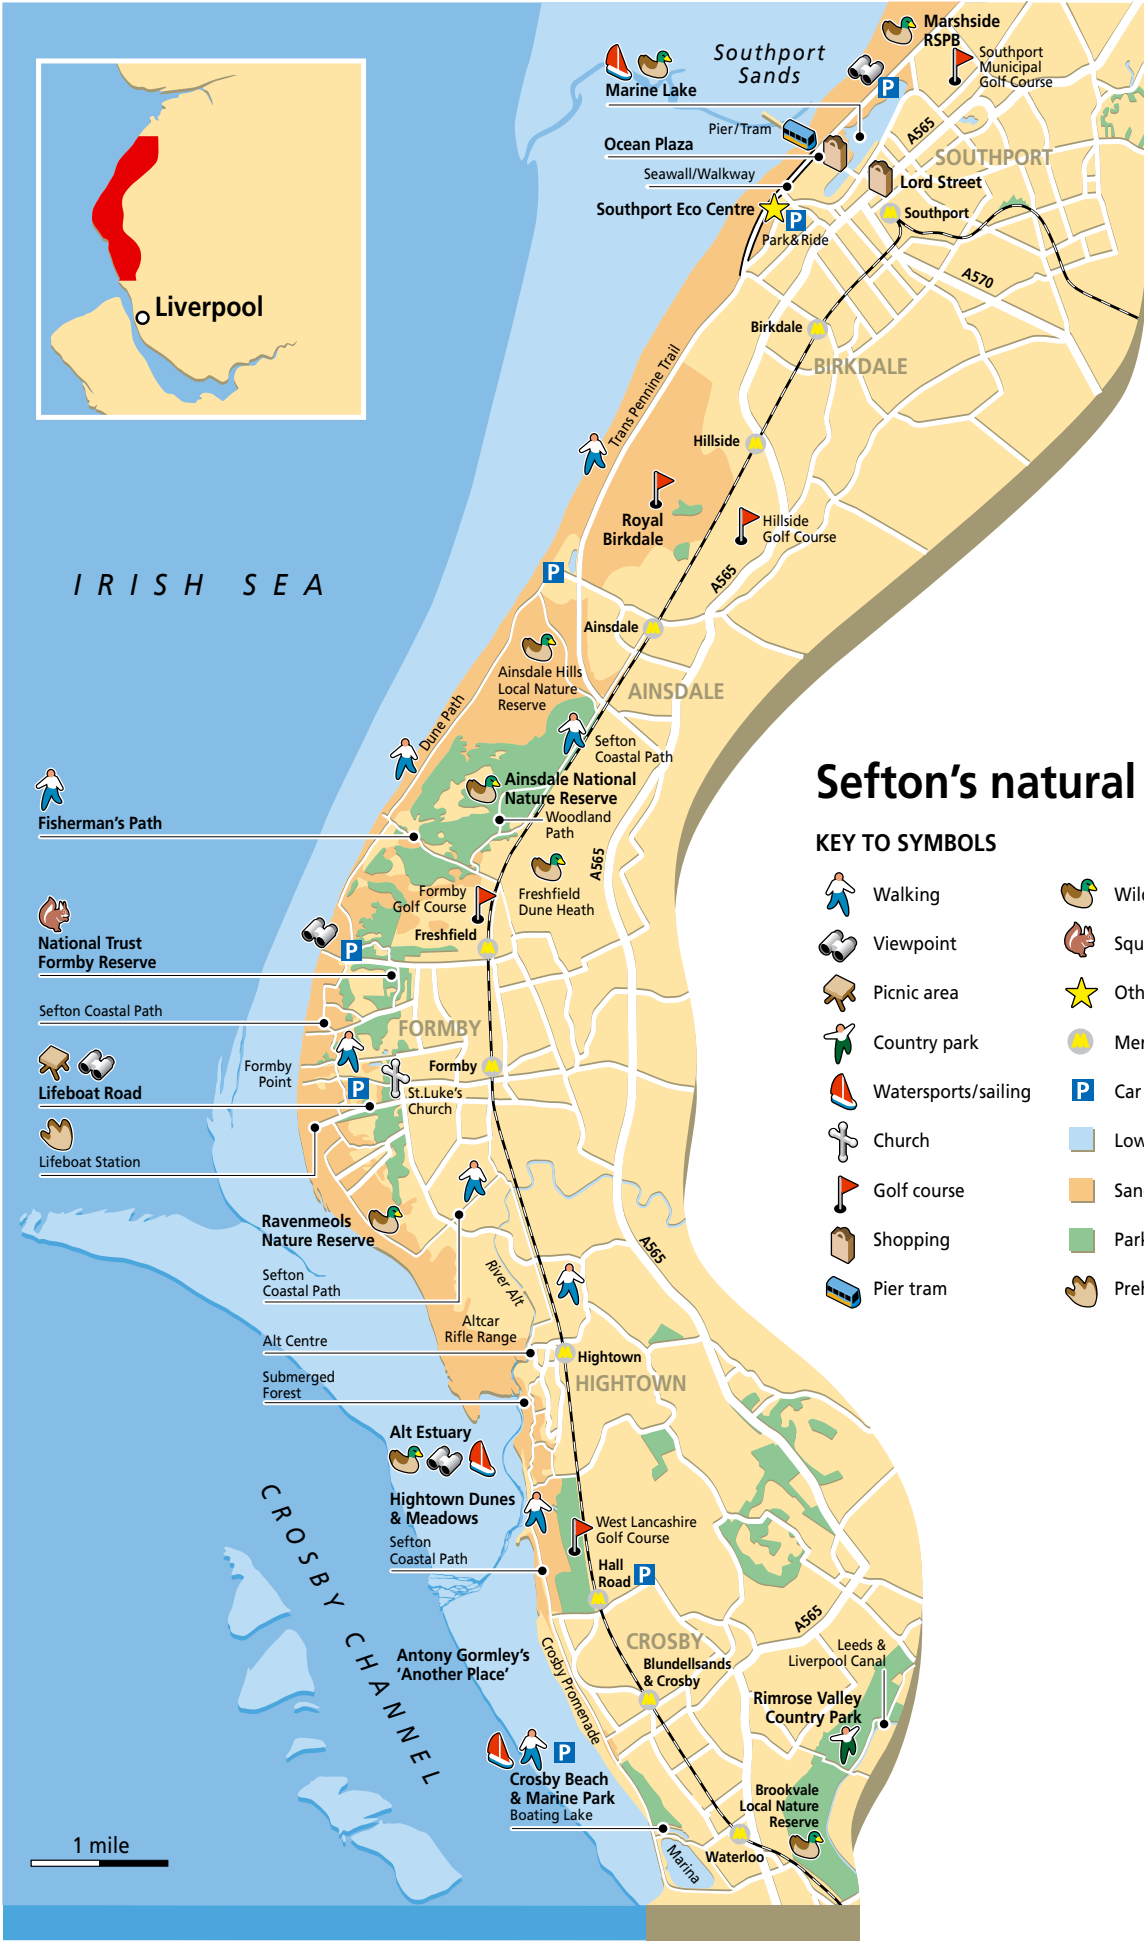 Marshside
RSPB
Southport
Municipal
Golf Course
Southport
Sands
Marine Lake
P
Pier/Tram
Ocean Plaza
A565
SOUTHPORT
Seawall/Walkway
Lord Street
Southport Eco Centre
P
Park&Ride
Southport
A570
Liverpool
Birkdale
BIRKDALE
Trans Pennine Trail
Hillside
Royal
Birkdale
Hillside
Golf Course
IRISH SEA
P
A565
Ainsdale
Ainsdale Hills
Local Nature
Reserve
AINSDALE
Dune Path
Sefton
Coastal Path
Ainsdale National
Nature Reserve
Woodland
Path
Fisherman's Path
A565
Formby
Golf Course
Freshfield
Dune Heath
Freshfield
P
National Trust
Formby Reserve
Sefton Coastal Path
FORMBY
Formby
Point
Formby
P
St.Luke's
Church
Lifeboat Road
Lifeboat Station
Ravenmeols
Nature Reserve
Sefton
Coastal Path
River Alt
A565
Altcar
Rifle Range
Alt Centre
Hightown
HIGHTOWN
Submerged
Forest
Alt Estuary
Hightown Dunes
& Meadows
Sefton
Coastal Path
West Lancashire
Golf Course
Hall
Road
P
CROSBY CHANNEL
A565
CROSBY
Leeds &
Liverpool Canal
Antony Gormley's
'Another Place'
Crosby Promenade
Blundellsands
& Crosby
Rimrose Valley
Country Park
P
Crosby Beach
& Marine Park
Boating Lake
Brookvale
Local Nature
Reserve
Marina
Waterloo
1 mile
Sefton's natural
KEY TO SYMBOLS
Walking
Viewpoint
Picnic area
Country park
Watersports/sailing
Church
Golf course
Shopping
Pier tram
Wil
Squ
Oth
Mer
P
Car
Low
San
Park
Preh